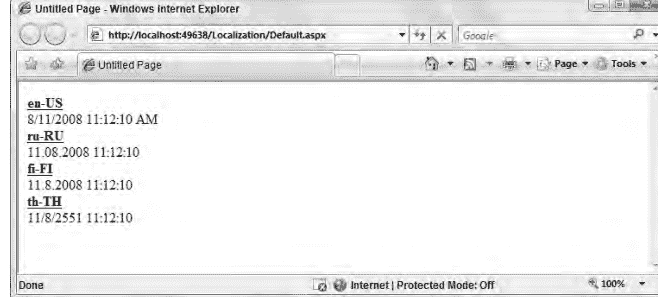 Untitled Page - Windows Internet Explorer
http://localhost:49638/Localization/Default.aspx
Google
Untitled Page
Page
Tools
en-US
8/11/2008 11:12:10 AM
ru-RU
11.08.2008 11:12:10
fi-FI
11.8.2008 11:12:10
th-TH
11/8/2551 11:12:10
Done
Internet | Protected Mode: Off
100%